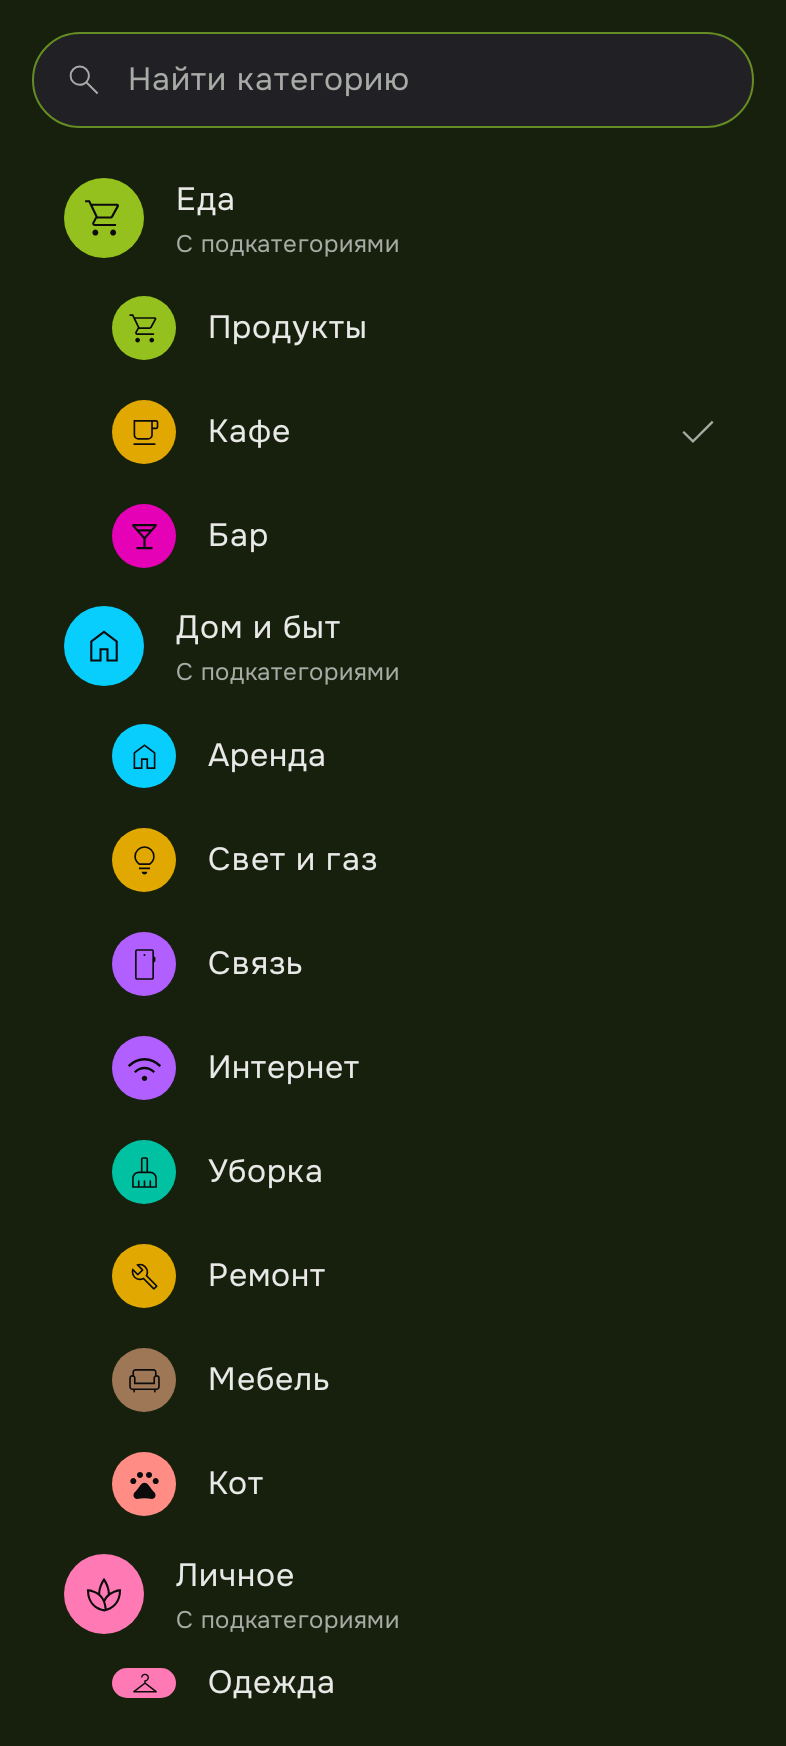 Найти категорию
Еда
С подкатегориями
Продукты
Кафе
Бар
Дом и быт
С подкатегориями
Аренда
Свет и газ
Связь
Интернет
Уборка
Ремонт
Мебель
Кот
Личное
С подкатегориями
Одежда